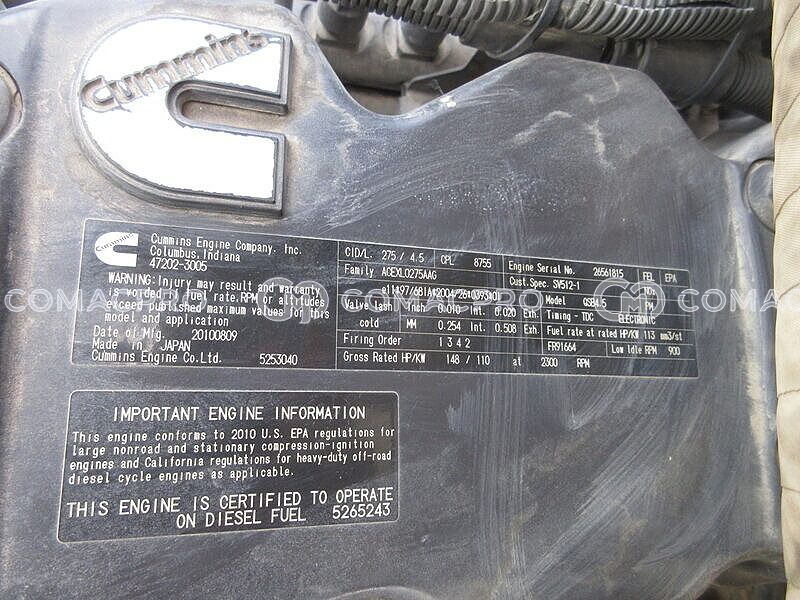 Cummins
Cummins
Cummins Engine Company. Inc.
Columbus. Indiana
47202-3005
WARNING: Injury may result and warranty
is voided if fuel rate. RPM or altitudes
exceed published maximum values for this
model and application
Date of Mfg. 20100809
Made in JAPAN
Cummins Engine Co. Ltd. 5253040
CID/L. 275 / 4.5 CPL 8755
Family ACEXL0275AAG
Valve lash Inch 0.010 Int. 0.020 Exh.
cold MM 0.254 Int. 0.508 Exh.
Firing Order 1 3 4 2
Gross Rated HP/KW 148 / 110 at 2300 RPM
Engine Serial No. 26561815 FEL EPA
Cust. Spec. SV512-1
Model QSB4.5 PM
Timing - TDC ELECTRONIC
Fuel rate at rated HP/KW 113 mm3/st
FR91664 Low Idle RPM 900
IMPORTANT ENGINE INFORMATION
This engine conforms to 2010 U.S. EPA regulations for
large nonroad and stationary compression-ignition
engines and California regulations for heavy-duty off-road
diesel cycle engines as applicable.
THIS ENGINE IS CERTIFIED TO OPERATE
ON DIESEL FUEL 5265243